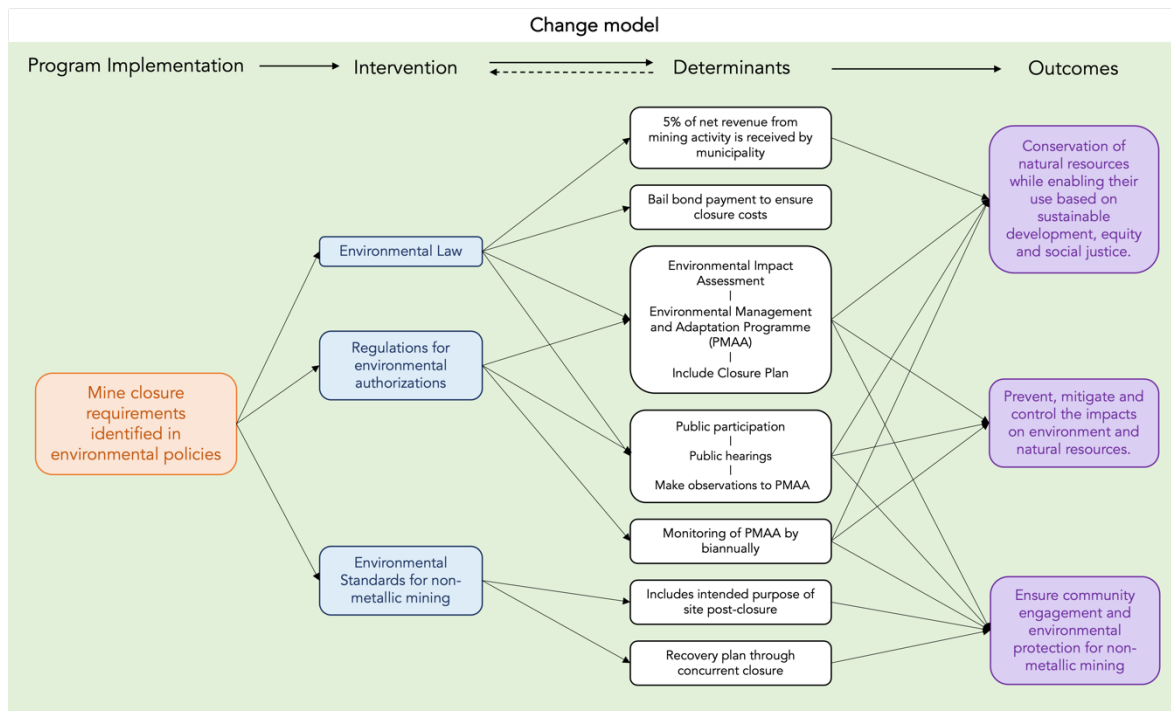 Change model
Program Implementation
Intervention
Determinants
Outcomes
Mine closure
requirements
identified in
environmental policies
Environmental Law
Regulations for
environmental
authorizations
Environmental
Standards for non-
metallic mining
5% of net revenue from
mining activity is received by
municipality
Bail bond payment to ensure
closure costs
Environmental Impact
Assessment
Environmental Management
and Adaptation Programme
(PMAA)
Include Closure Plan
Public participation
Public hearings
Make observations to PMAA
Monitoring of PMAA by
biannually
Includes intended purpose of
site post-closure
Recovery plan through
concurrent closure
Conservation of
natural resources
while enabling their
use based on
sustainable
development, equity
and social justice.
Prevent, mitigate and
control the impacts
on environment and
natural resources.
Ensure community
engagement and
environmental
protection for non-
metallic mining